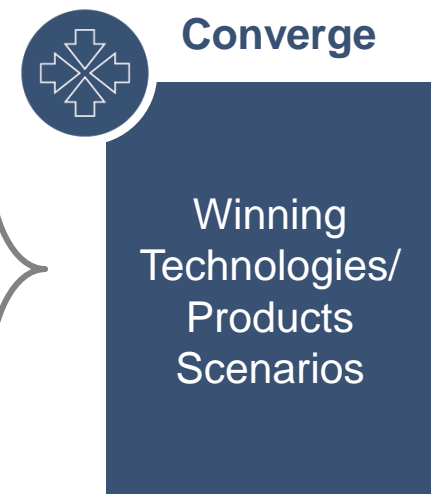 Converge
Winning
Technologies/
Products
Scenarios